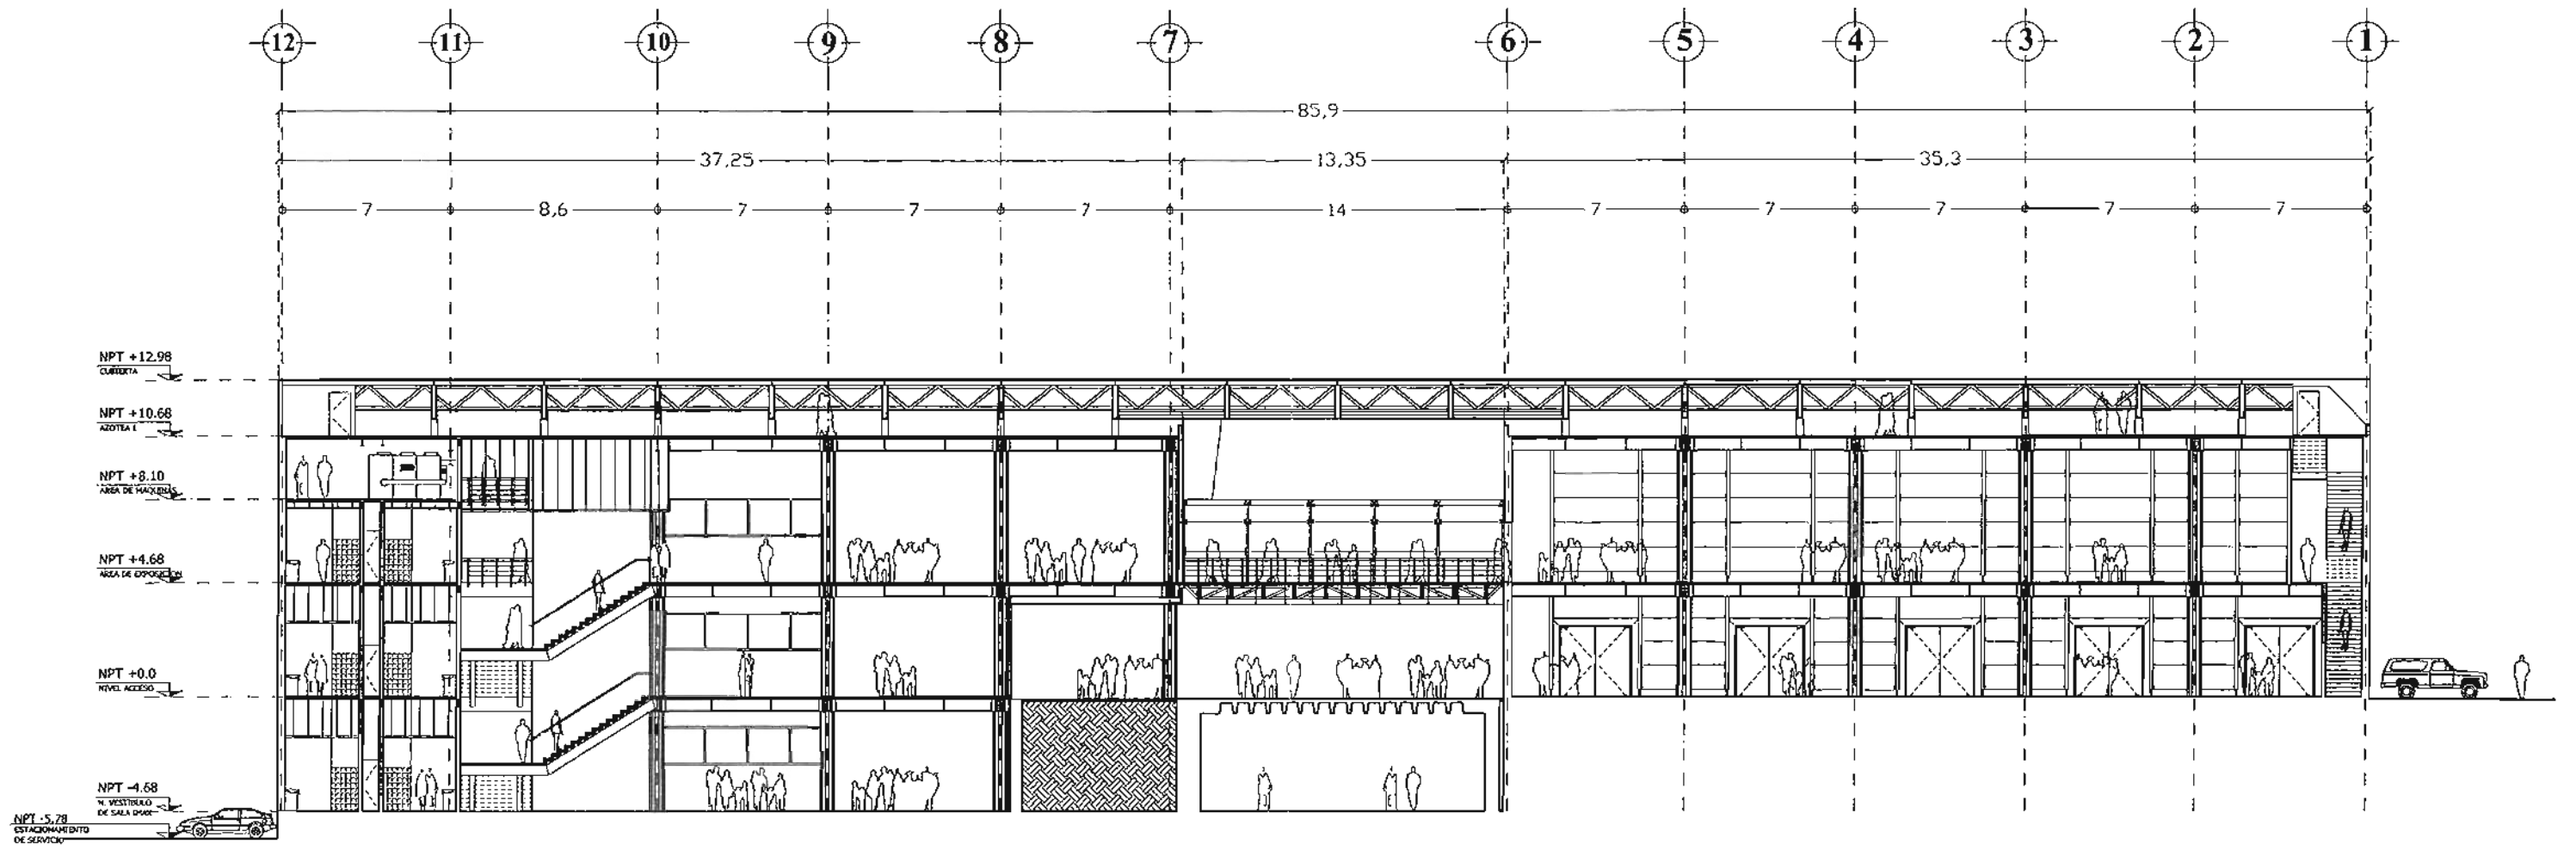 12 11 10 9 8 7 6 5 4 3 2 1
85,9
37,25 13,35 35,3
7 8,6 7 7 7 14 7 7 7 7 7
NPT +12.98
CUBIERTA
NPT +10.68
AZOTEA 1
NPT +8.10
AREA DE MAQUINAS
NPT +4.68
AREA DE EXPOSICION
NPT +0.0
NIVEL ACCESO
NPT -4.68
N. VESTIBULO
DE SALA IMAX
NPT -5.78
ESTACIONAMIENTO
DE SERVICIO